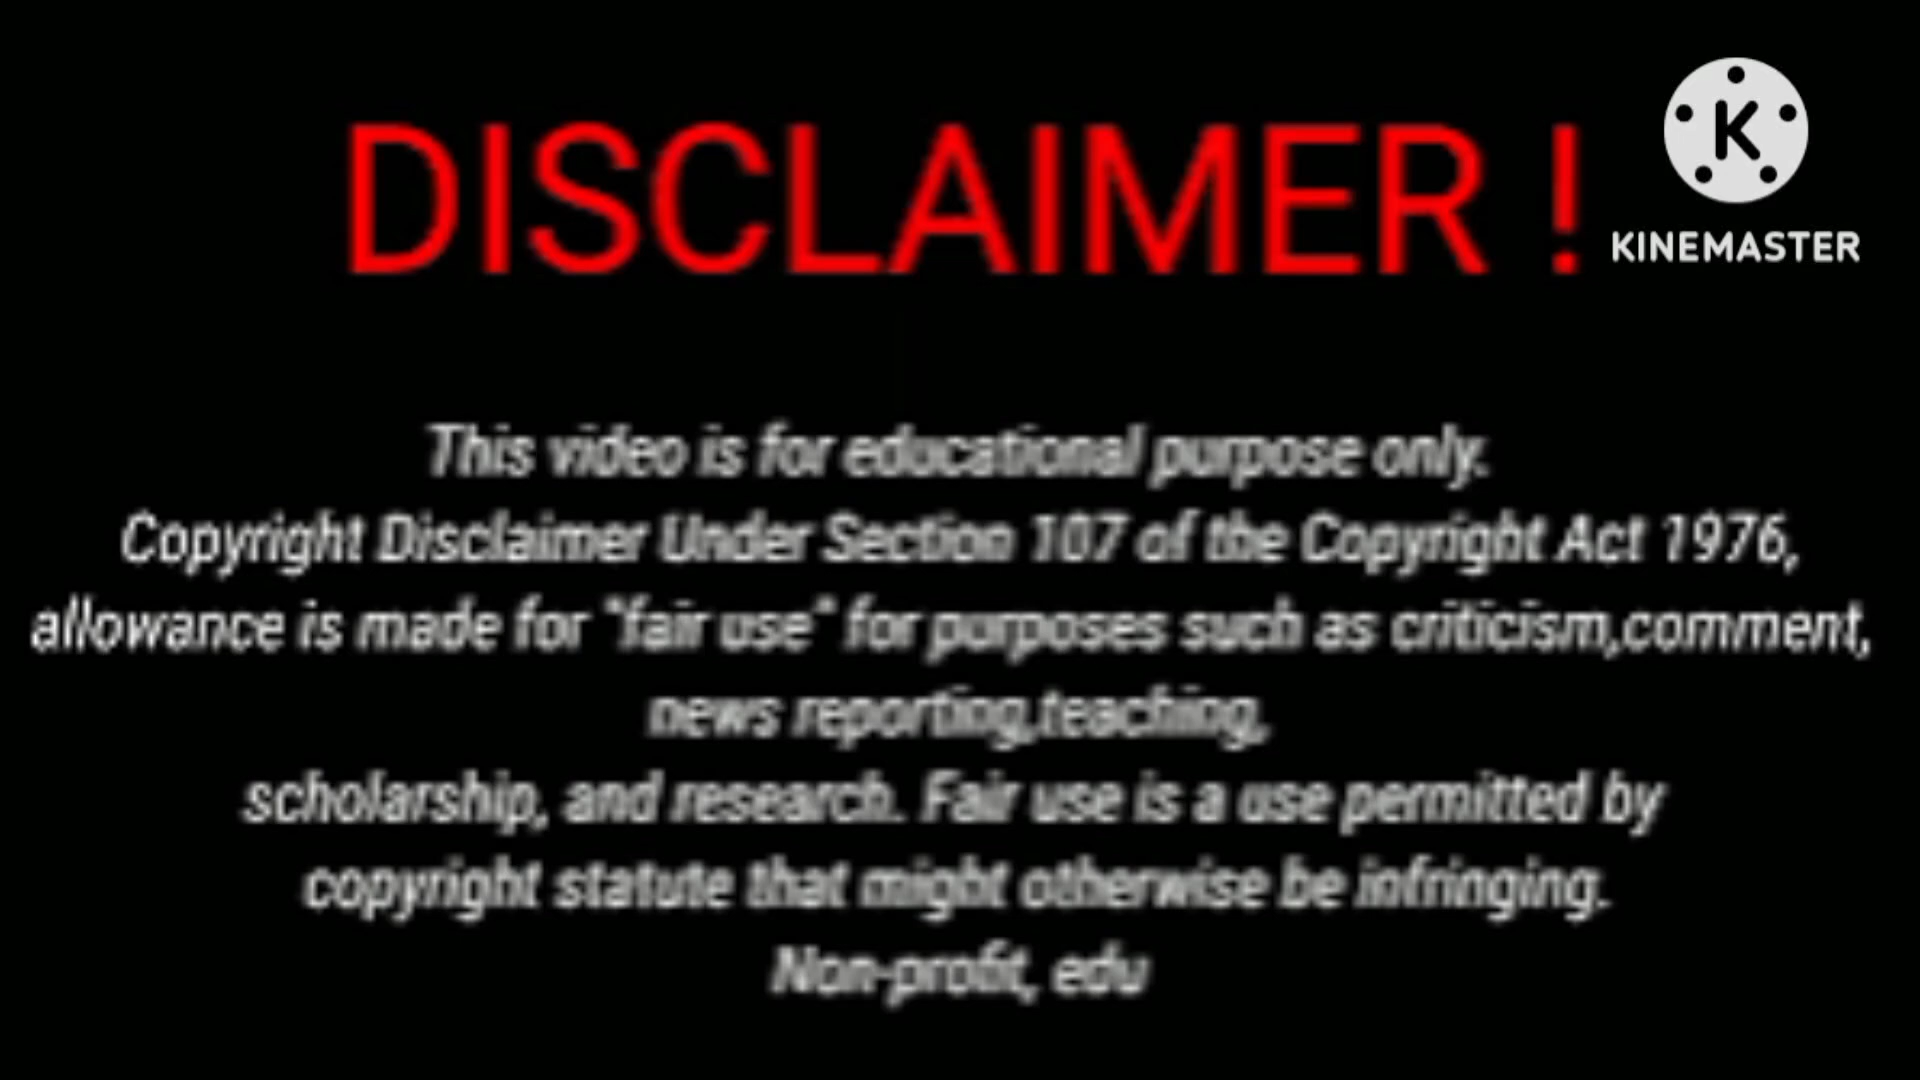 DISCLAIMER !
KINEMASTER
This video is for educational purpose only.
Copyright Disclaimer Under Section 107 of the Copyright Act 1976,
allowance is made for "fair use" for purposes such as criticism,comment,
news reporting,teaching,
scholarship, and research. Fair use is a use permitted by
copyright statute that might otherwise be infringing.
Non-profit, edu